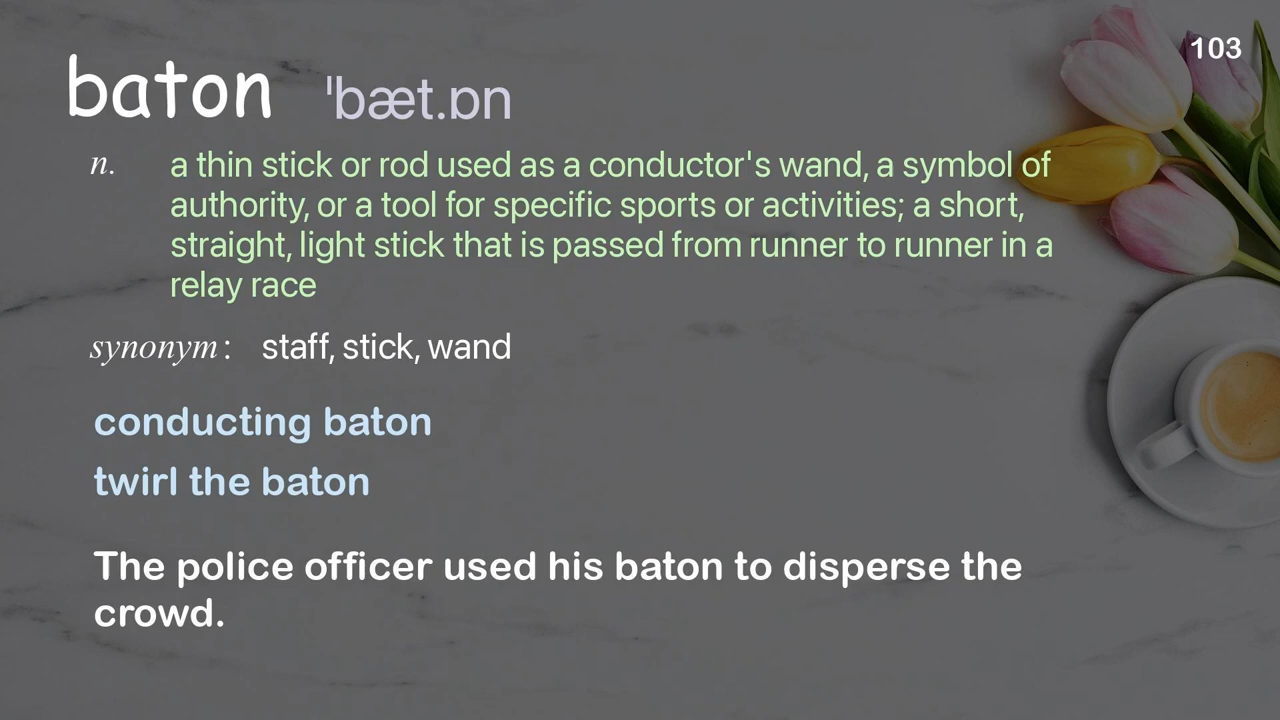 103
baton ˈbæt.ɒn
n. a thin stick or rod used as a conductor's wand, a symbol of
authority, or a tool for specific sports or activities; a short,
straight, light stick that is passed from runner to runner in a
relay race
synonym: staff, stick, wand
conducting baton
twirl the baton
The police officer used his baton to disperse the
crowd.